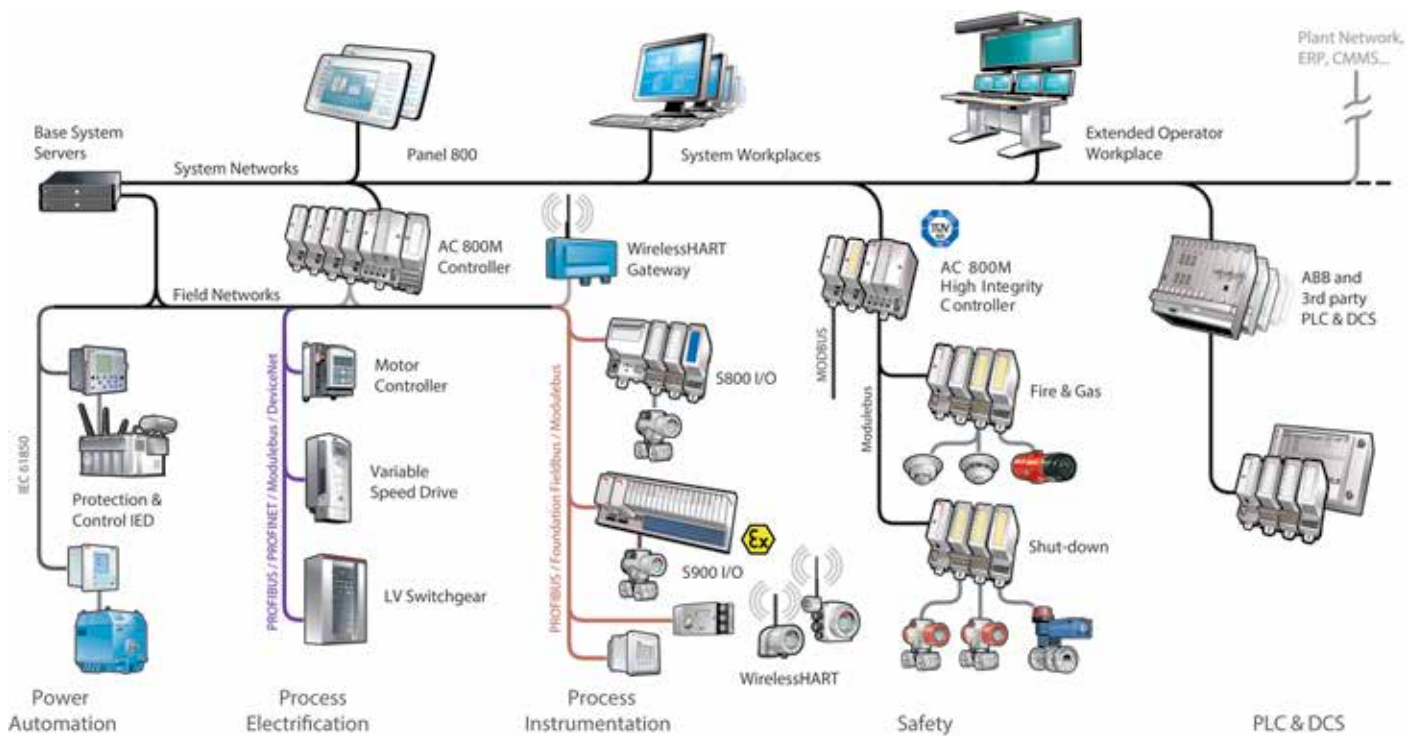 Plant Network,
ERP, CMMS...
Base System
Servers
Panel 800
System Workplaces
Extended Operator
Workplace
System Networks
AC 800M
Controller
WirelessHART
Gateway
TÜV
AC 800M
High Integrity
Controller
ABB and
3rd party
PLC & DCS
Field Networks
IEC 61850
Protection &
Control IED
PROFIBUS / PROFINET / Modulebus / DeviceNet
Motor
Controller
Variable
Speed Drive
LV Switchgear
PROFIBUS / Foundation Fieldbus / Modulebus
S800 I/O
Ex
S900 I/O
WirelessHART
MODBUS
Modulebus
Fire & Gas
Shut-down
Power
Automation
Process
Electrification
Process
Instrumentation
Safety
PLC & DCS